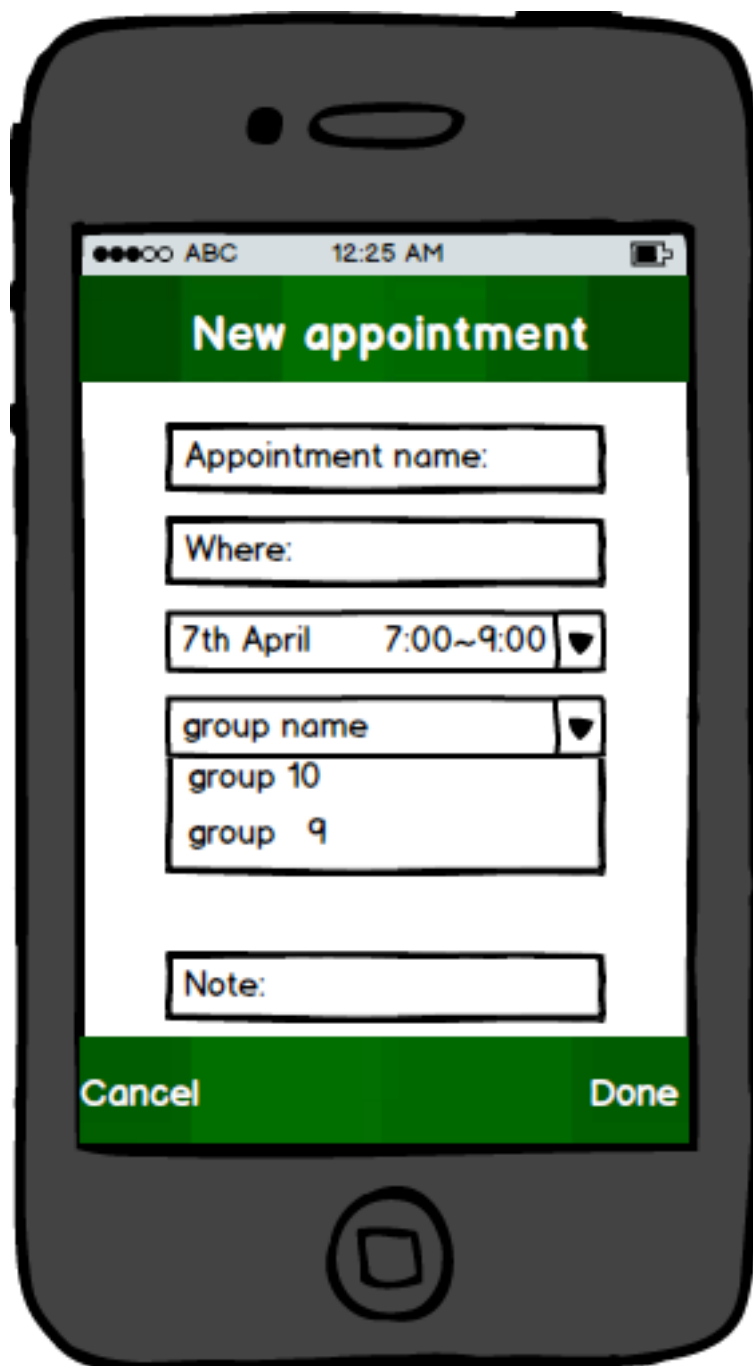 ABC 12:25 AM
New appointment
Appointment name:
Where:
7th April 7:00~9:00
group name
group 10
group 9
Note:
Cancel Done